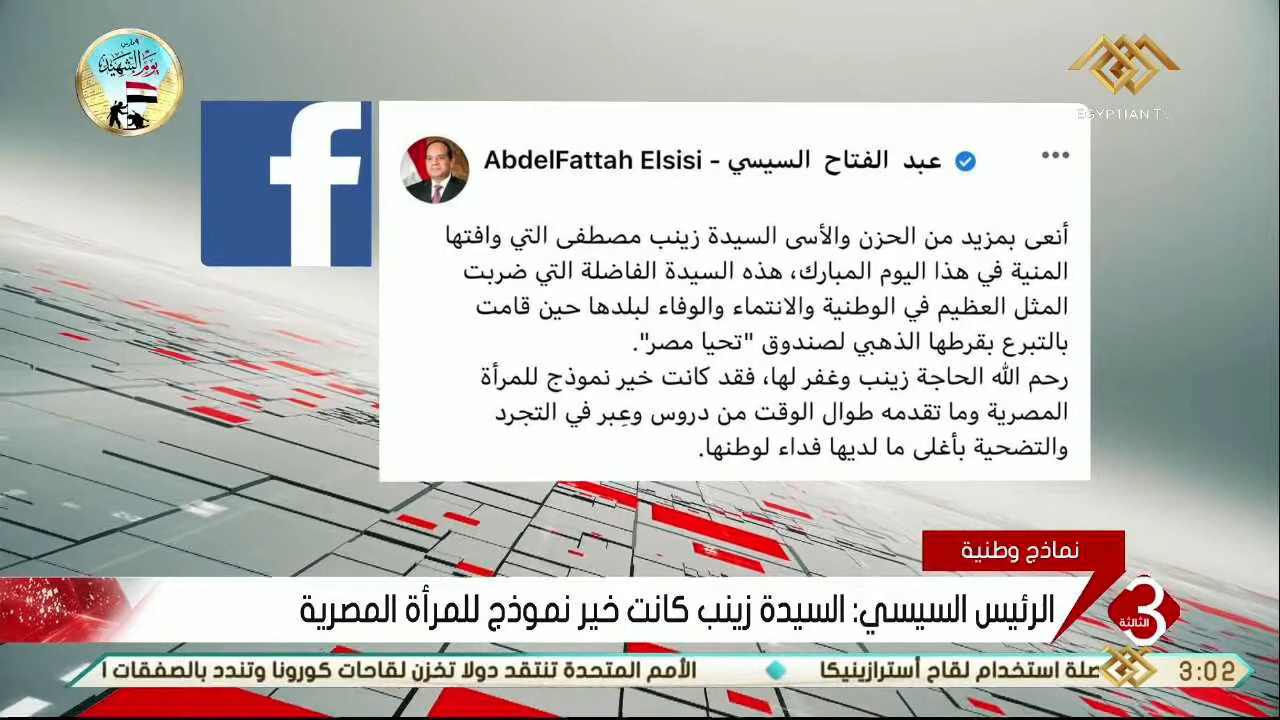 يوم الشهيد
EGYPTIAN T
AbdelFattah Elsisi - عبد الفتاح السيسي
أنعى بمزيد من الحزن والأسى السيدة زينب مصطفى التي وافتها
المنية في هذا اليوم المبارك، هذه السيدة الفاضلة التي ضربت
المثل العظيم في الوطنية والانتماء والوفاء لبلدها حين قامت
بالتبرع بقرطها الذهبي لصندوق "تحيا مصر".
رحم الله الحاجة زينب وغفر لها، فقد كانت خير نموذج للمرأة
المصرية وما تقدمه طوال الوقت من دروس وعِبر في التجرد
والتضحية بأغلى ما لديها فداء لوطنها.
نماذج وطنية
الرئيس السيسي: السيدة زينب كانت خير نموذج للمرأة المصرية
3 الثالثة
صلة استخدام لقاح أسترازينيكا
الأمم المتحدة تنتقد دولا تخزن لقاحات كورونا وتندد بالصفقات ا
3:02